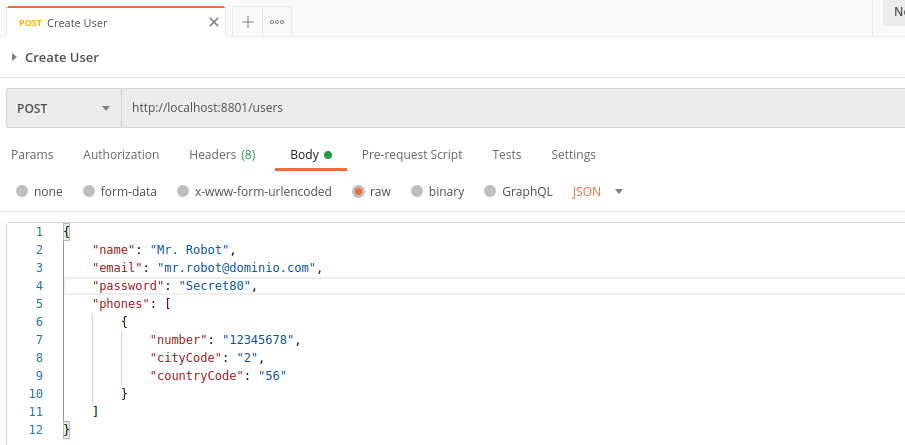 POST Create User
No
Create User
POST http://localhost:8801/users
Params Authorization Headers (8) Body Pre-request Script Tests Settings
none form-data x-www-form-urlencoded raw binary GraphQL JSON
1 {
2 "name": "Mr. Robot",
3 "email": "mr.robot@dominio.com",
4 "password": "Secret80",
5 "phones": [
6 {
7 "number": "12345678",
8 "cityCode": "2",
9 "countryCode": "56"
10 }
11 ]
12 }